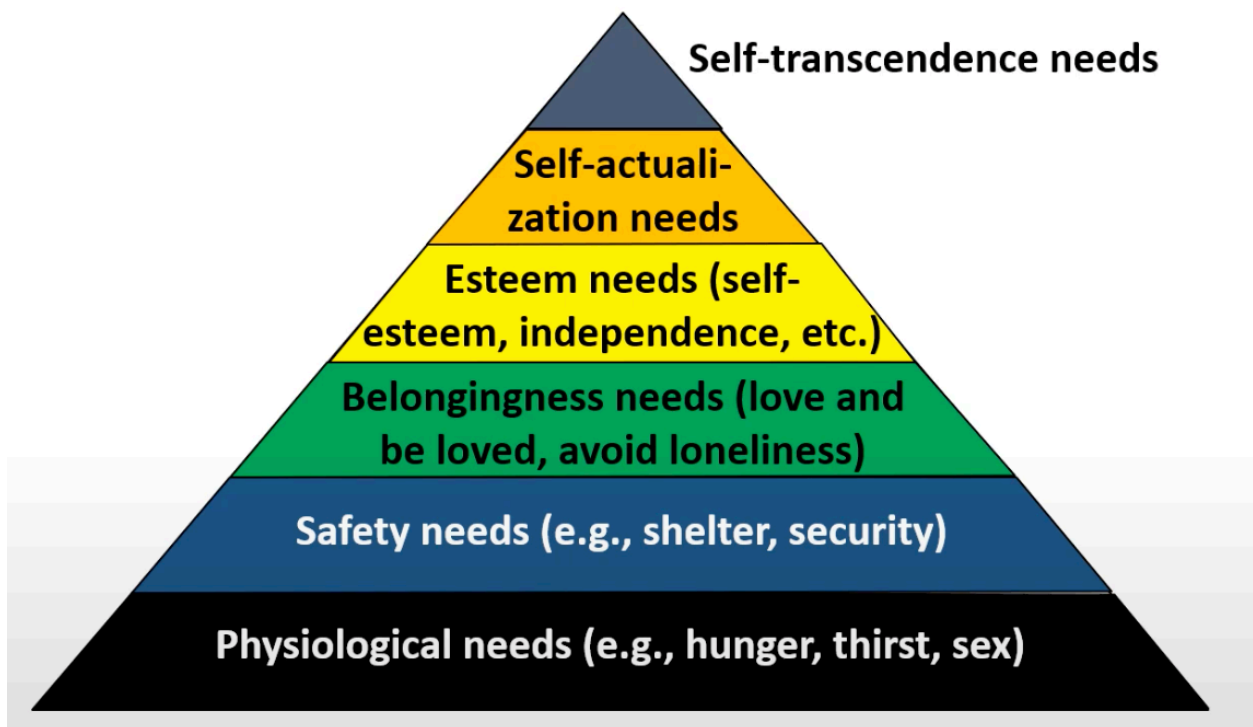 Self-transcendence needs
Self-actuali-
zation needs
Esteem needs (self-
esteem, independence, etc.)
Belongingness needs (love and
be loved, avoid loneliness)
Safety needs (e.g., shelter, security)
Physiological needs (e.g., hunger, thirst, sex)